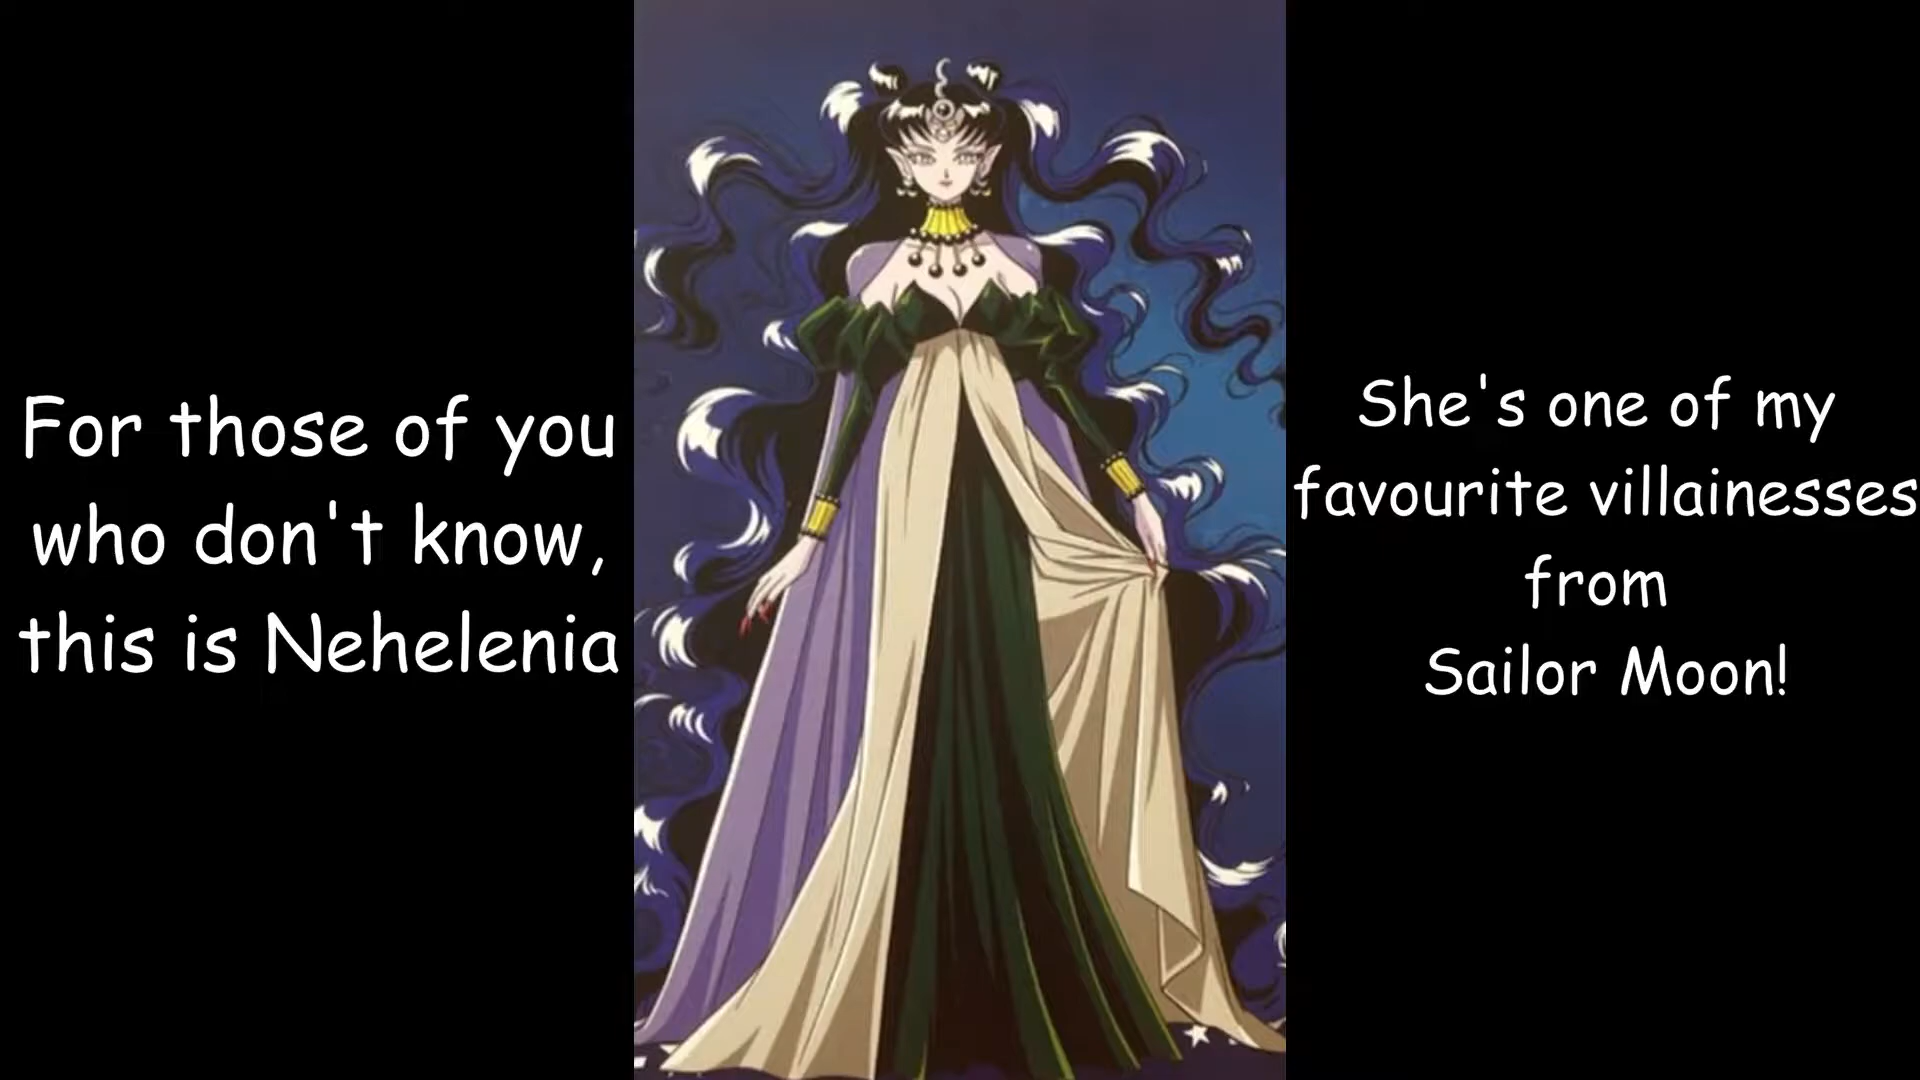 For those of you
who don't know,
this is Nehelenia
She's one of my
favourite villainesses
from
Sailor Moon!